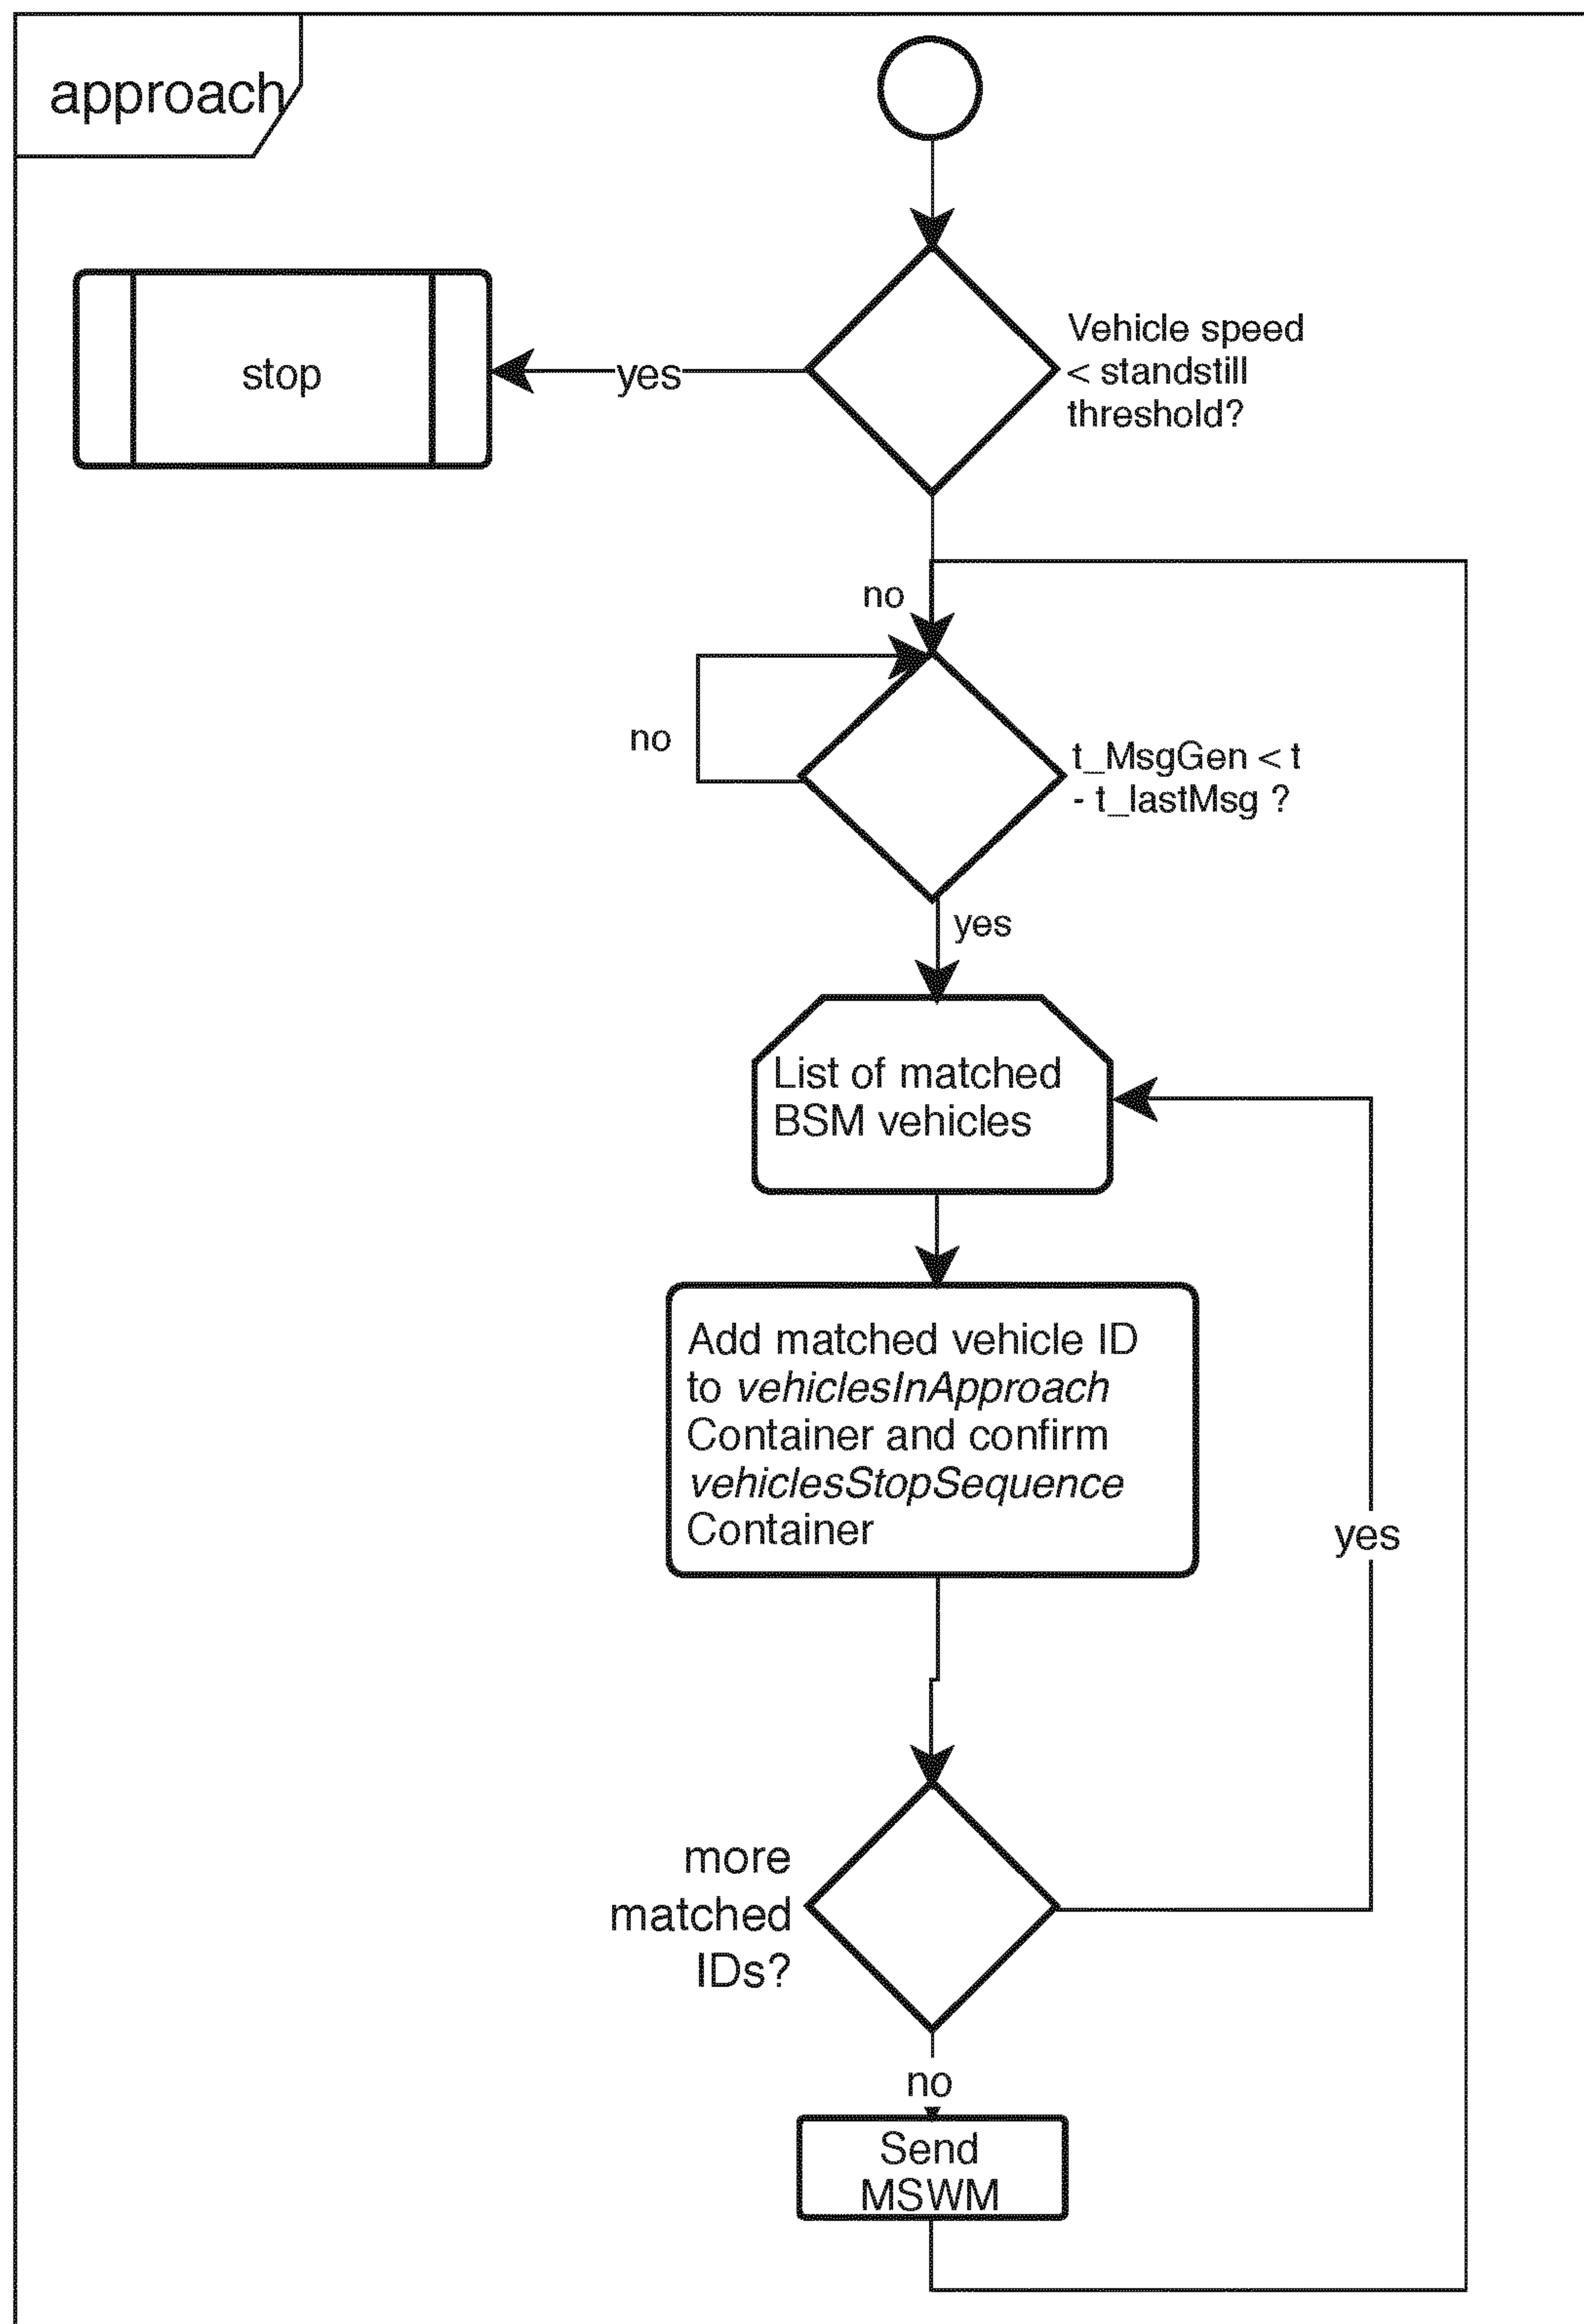 approach
Vehicle speed
< standstill
threshold?
stop
yes
no
no
t_MsgGen < t
- t_lastMsg ?
yes
List of matched
BSM vehicles
Add matched vehicle ID
to vehiclesInApproach
Container and confirm
vehiclesStopSequence
Container
yes
more
matched
IDs?
no
Send
MSWM